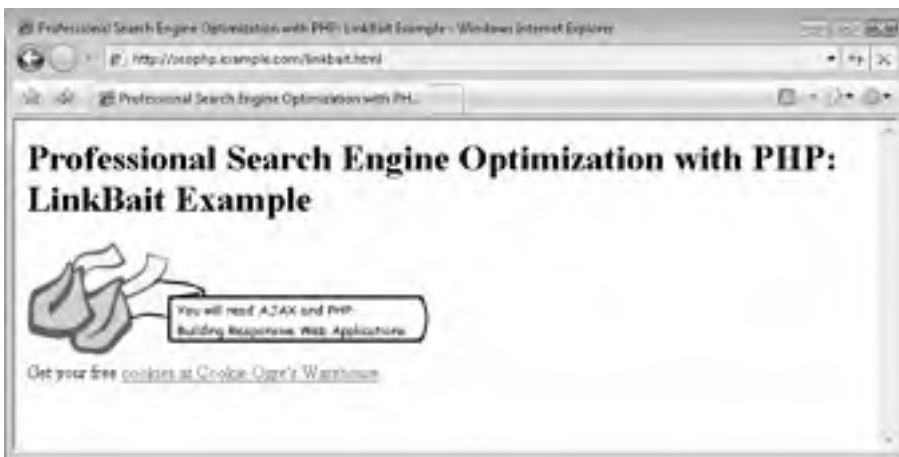 Professional Search Engine Optimization with PHP: LinkBait Example - Windows Internet Explorer
http://seophp.example.com/linkbait.html
Professional Search Engine Optimization with PH...
Professional Search Engine Optimization with PHP:
LinkBait Example
You will read AJAX and PHP:
Building Responsive Web Applications
Get your free cookies at Cookie Ogre's Warehouse